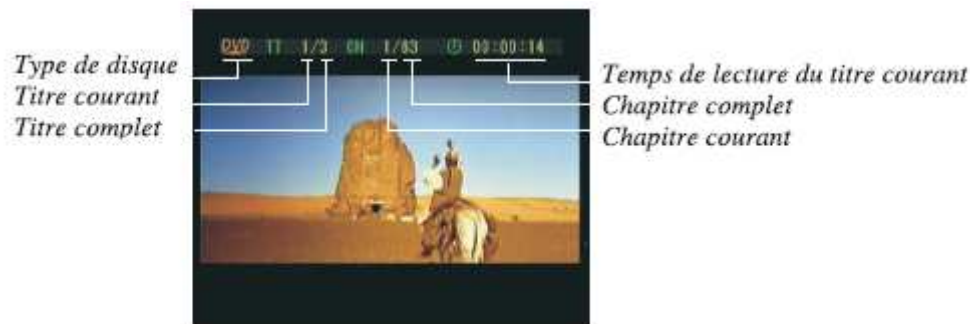 DVD TT 1/3 CH 1/63 00:00:14
Type de disque
Titre courant
Titre complet
Temps de lecture du titre courant
Chapitre complet
Chapitre courant